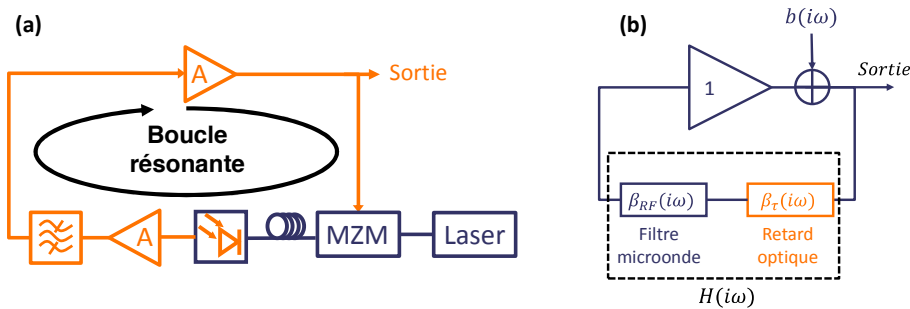 (a)
A
Sortie
Boucle
résonante
A
MZM
Laser
(b)
b(iω)
Sortie
1
β_RF(iω)
β_τ(iω)
Filtre
microonde
Retard
optique
H(iω)